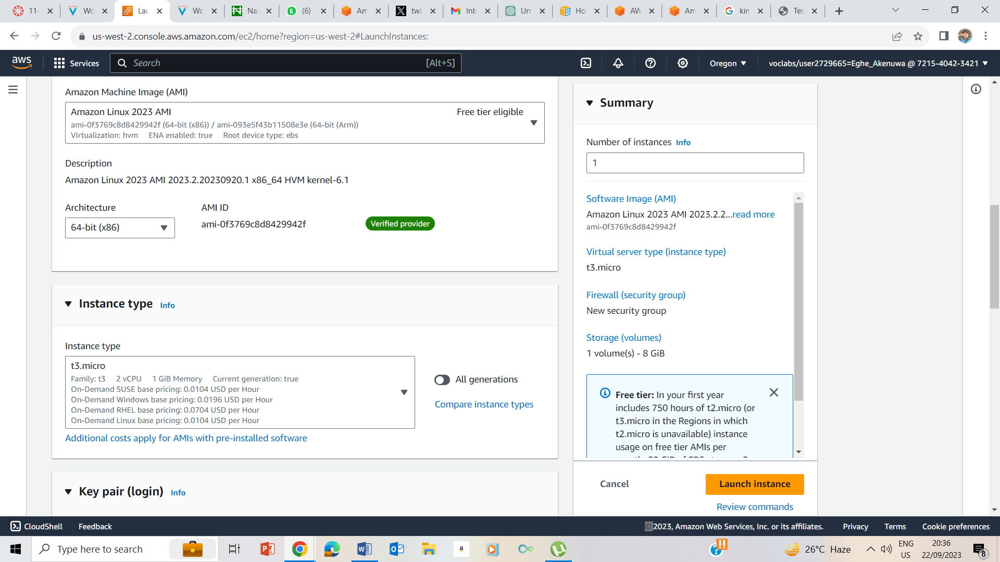 11-
Wo
Lau
Wo
Nai
(6)
Am
twi
Inb
Un
Ho
AW
Am
kin
Tes
us-west-2.console.aws.amazon.com/ec2/home?region=us-west-2#LaunchInstances:
aws
Services
Search
[Alt+S]
Oregon
voclabs/user2729665=Eghe_Akenuwa @ 7215-4042-3421
Amazon Machine Image (AMI)
Amazon Linux 2023 AMI
Free tier eligible
ami-0f3769c8d8429942f (64-bit (x86)) / ami-093e5f43b11508e3e (64-bit (Arm))
Virtualization: hvm ENA enabled: true Root device type: ebs
Description
Amazon Linux 2023 AMI 2023.2.20230920.1 x86_64 HVM kernel-6.1
Architecture
AMI ID
64-bit (x86)
ami-0f3769c8d8429942f
Verified provider
Instance type Info
Instance type
t3.micro
Family: t3 2 vCPU 1 GiB Memory Current generation: true
On-Demand SUSE base pricing: 0.0104 USD per Hour
On-Demand Windows base pricing: 0.0196 USD per Hour
On-Demand RHEL base pricing: 0.0704 USD per Hour
On-Demand Linux base pricing: 0.0104 USD per Hour
All generations
Compare instance types
Additional costs apply for AMIs with pre-installed software
Key pair (login) Info
Summary
Number of instances Info
1
Software Image (AMI)
Amazon Linux 2023 AMI 2023.2.2...read more
ami-0f3769c8d8429942f
Virtual server type (instance type)
t3.micro
Firewall (security group)
New security group
Storage (volumes)
1 volume(s) - 8 GiB
Free tier: In your first year
includes 750 hours of t2.micro (or
t3.micro in the Regions in which
t2.micro is unavailable) instance
usage on free tier AMIs per
Cancel
Launch instance
Review commands
CloudShell
Feedback
©2023, Amazon Web Services, Inc. or its affiliates.
Privacy
Terms
Cookie preferences
Type here to search
26°C Haze
ENG
US
20:36
22/09/2023
8